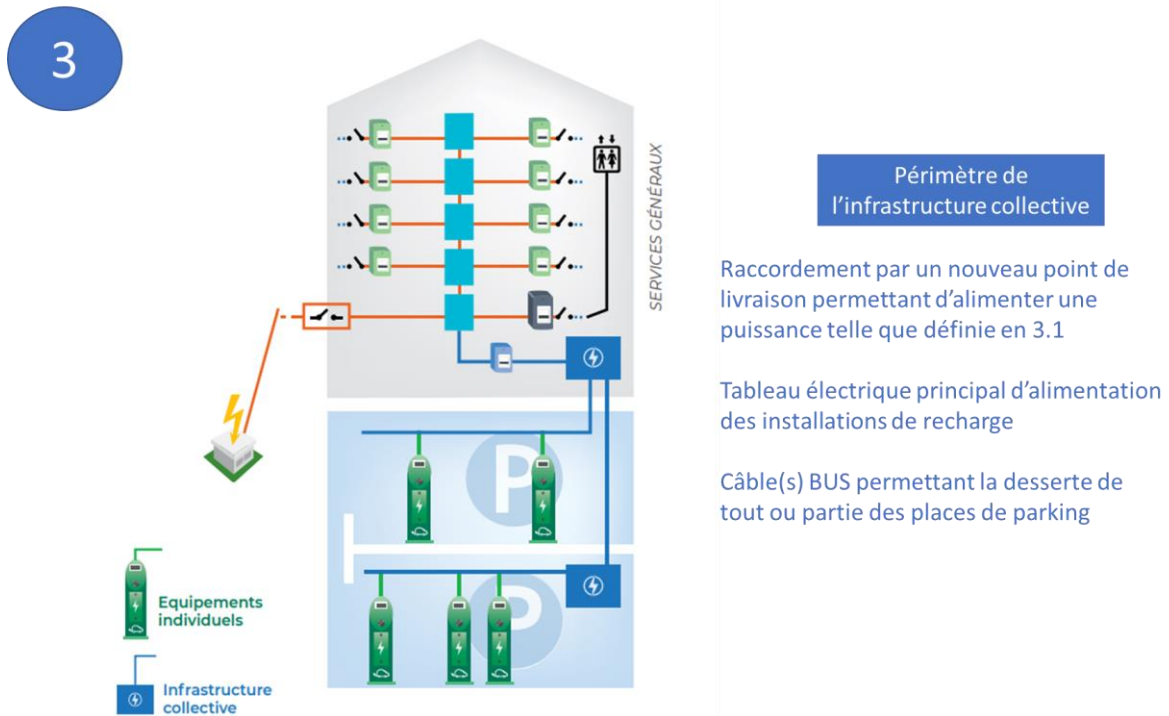 3
SERVICES GÉNÉRAUX
P
P
Equipements
individuels
Infrastructure
collective
Périmètre de
l’infrastructure collective
Raccordement par un nouveau point de
livraison permettant d’alimenter une
puissance telle que définie en 3.1
Tableau électrique principal d’alimentation
des installations de recharge
Câble(s) BUS permettant la desserte de
tout ou partie des places de parking